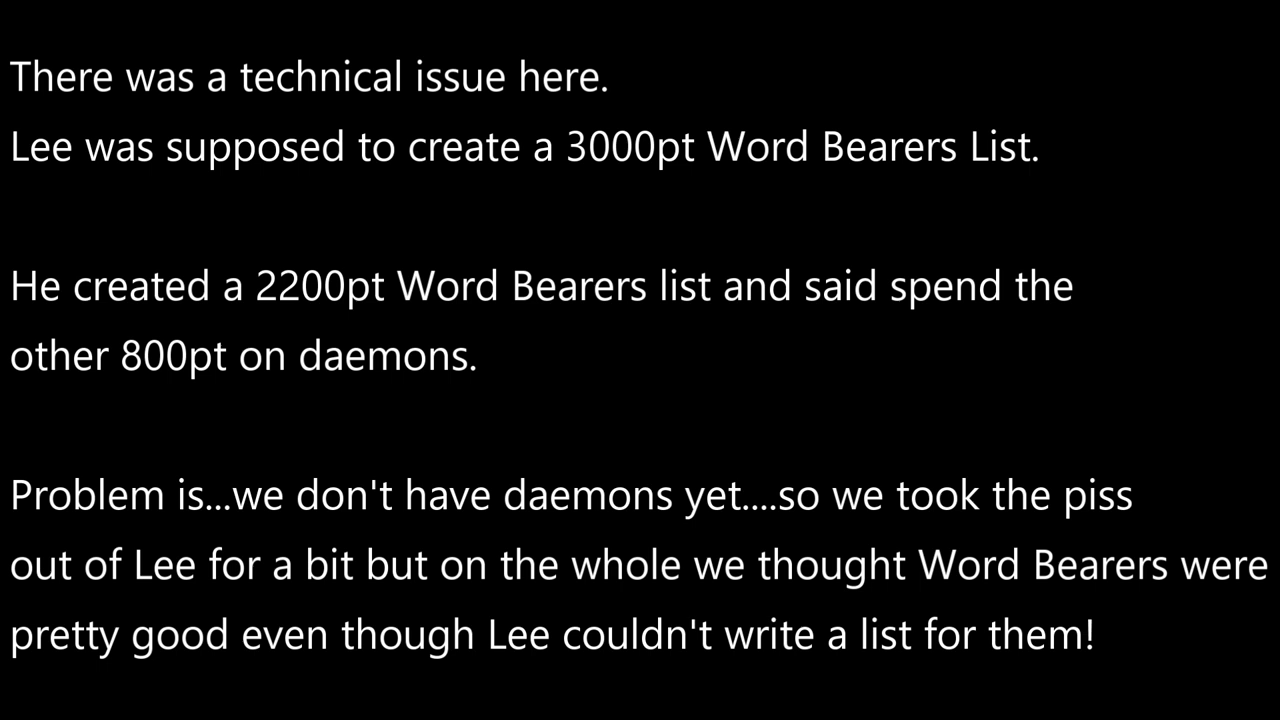 There was a technical issue here.
Lee was supposed to create a 3000pt Word Bearers List.
He created a 2200pt Word Bearers list and said spend the
other 800pt on daemons.
Problem is...we don't have daemons yet....so we took the piss
out of Lee for a bit but on the whole we thought Word Bearers were
pretty good even though Lee couldn't write a list for them!